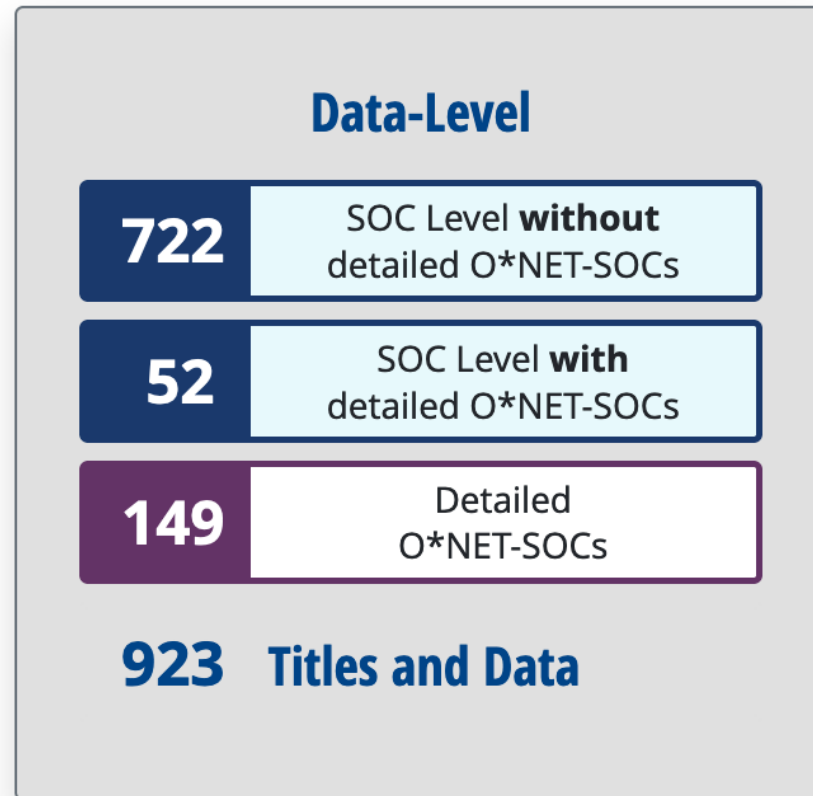 Data-Level
722
SOC Level without
detailed O*NET-SOCs
52
SOC Level with
detailed O*NET-SOCs
149
Detailed
O*NET-SOCs
923 Titles and Data